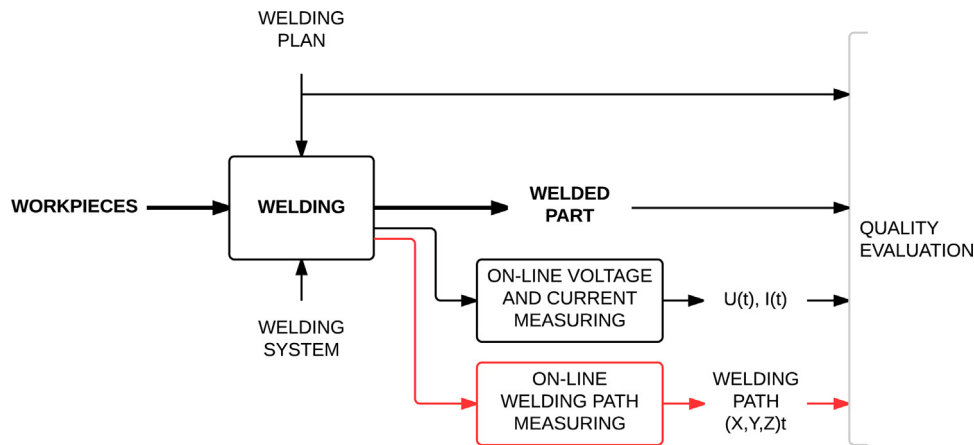 WELDING
PLAN
WORKPIECES
WELDING
WELDED
PART
QUALITY
EVALUATION
WELDING
SYSTEM
ON-LINE VOLTAGE
AND CURRENT
MEASURING
U(t), I(t)
ON-LINE
WELDING PATH
MEASURING
WELDING
PATH
(X,Y,Z)t